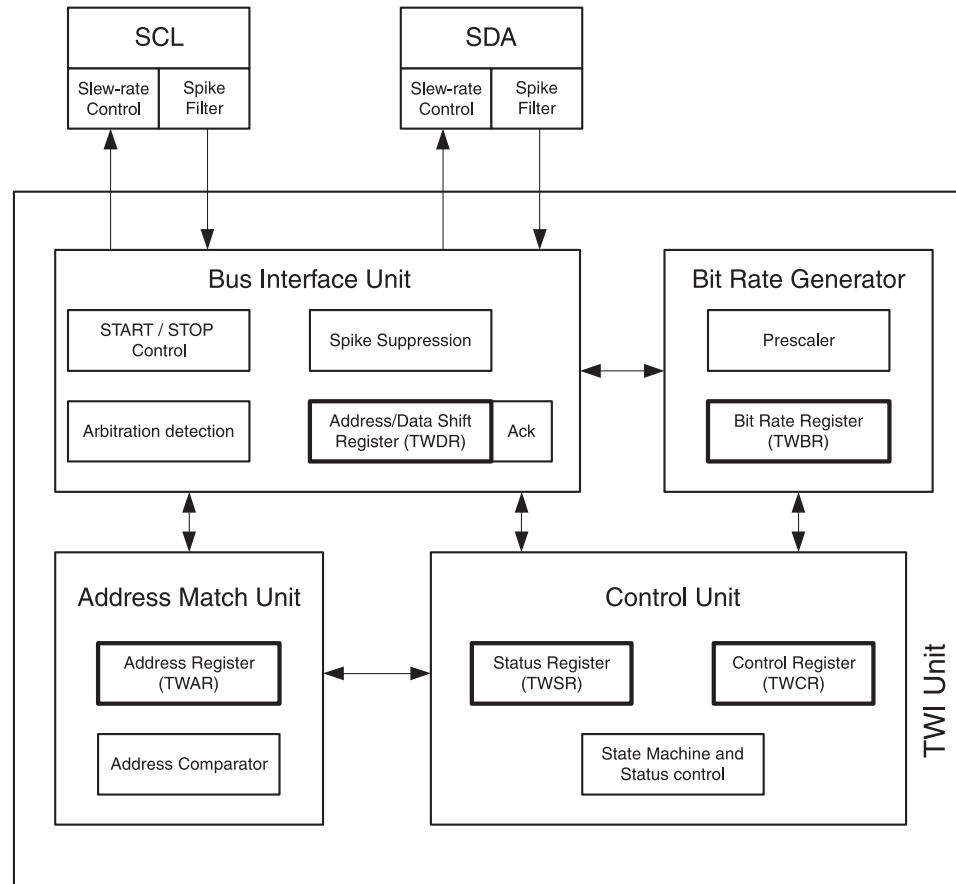 SCL
SDA
Slew-rate
Control
Spike
Filter
Slew-rate
Control
Spike
Filter
Bus Interface Unit
START / STOP
Control
Spike Suppression
Arbitration detection
Address/Data Shift
Register (TWDR)
Ack
Bit Rate Generator
Prescaler
Bit Rate Register
(TWBR)
Address Match Unit
Address Register
(TWAR)
Address Comparator
Control Unit
Status Register
(TWSR)
Control Register
(TWCR)
State Machine and
Status control
TWI Unit